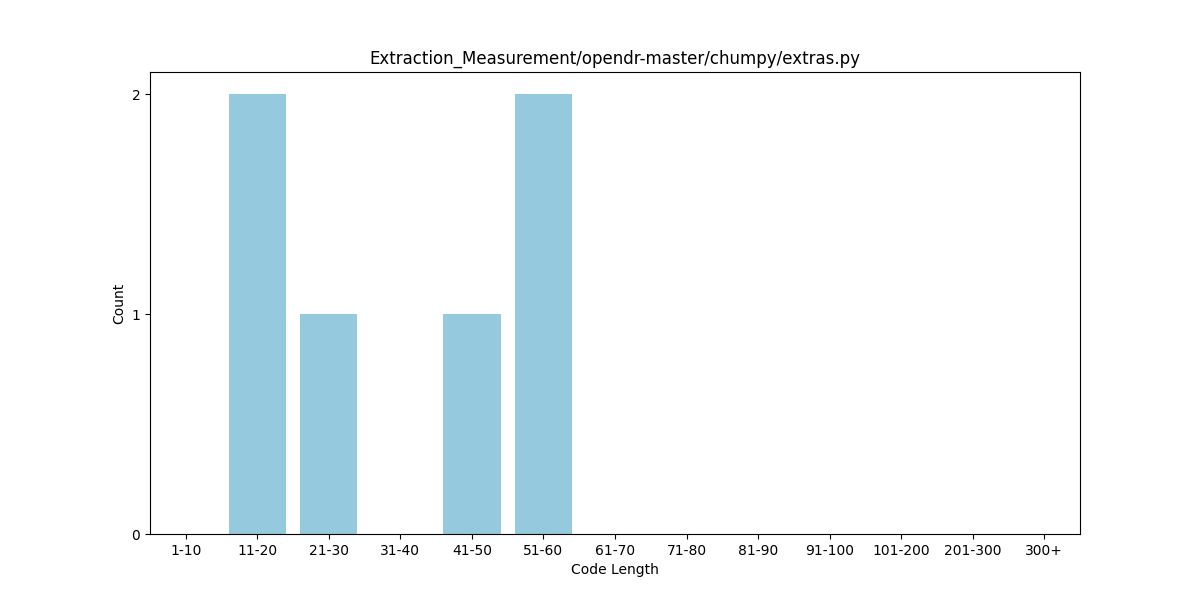 Extraction_Measurement/opendr-master/chumpy/extras.py
2
1
0
Count
1-10 11-20 21-30 31-40 41-50 51-60 61-70 71-80 81-90 91-100 101-200 201-300 300+
Code Length